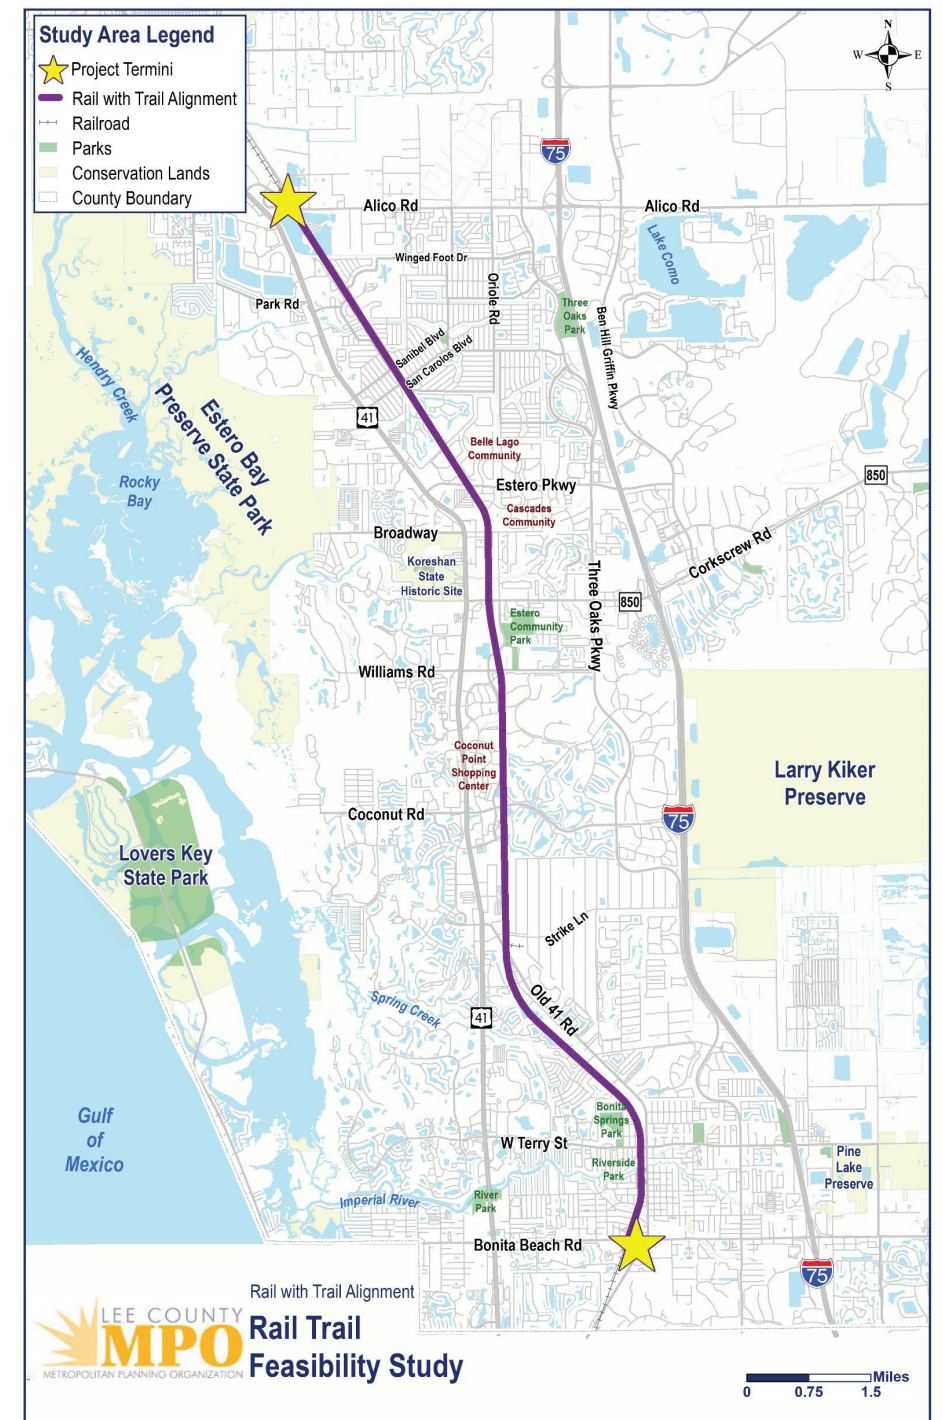 Study Area Legend
Project Termini
Rail with Trail Alignment
Railroad
Parks
Conservation Lands
County Boundary
N
W E
S
75
Alico Rd
Alico Rd
Lake Como
Winged Foot Dr
Oriole Rd
Park Rd
Three
Oaks
Park
Ben Hill Griffin Pkwy
Sanibel Blvd
San Carolos Blvd
Hendry Creek
Estero Bay
Preserve State Park
41
Belle Lago
Community
Rocky
Bay
Estero Pkwy
850
Cascades
Community
Broadway
Corkscrew Rd
Koreshan
State
Historic Site
Three Oaks Pkwy
850
Estero
Community
Park
Williams Rd
Coconut
Point
Shopping
Center
Larry Kiker
Preserve
Coconut Rd
75
Lovers Key
State Park
Strike Ln
Spring Creek
Old 41 Rd
41
Gulf
of
Mexico
Bonita
Springs
Park
W Terry St
Riverside
Park
Pine
Lake
Preserve
River
Park
Imperial River
Bonita Beach Rd
75
Rail with Trail Alignment
LEE COUNTY
MPO
METROPOLITAN PLANNING ORGANIZATION
Rail Trail
Feasibility Study
Miles
0 0.75 1.5